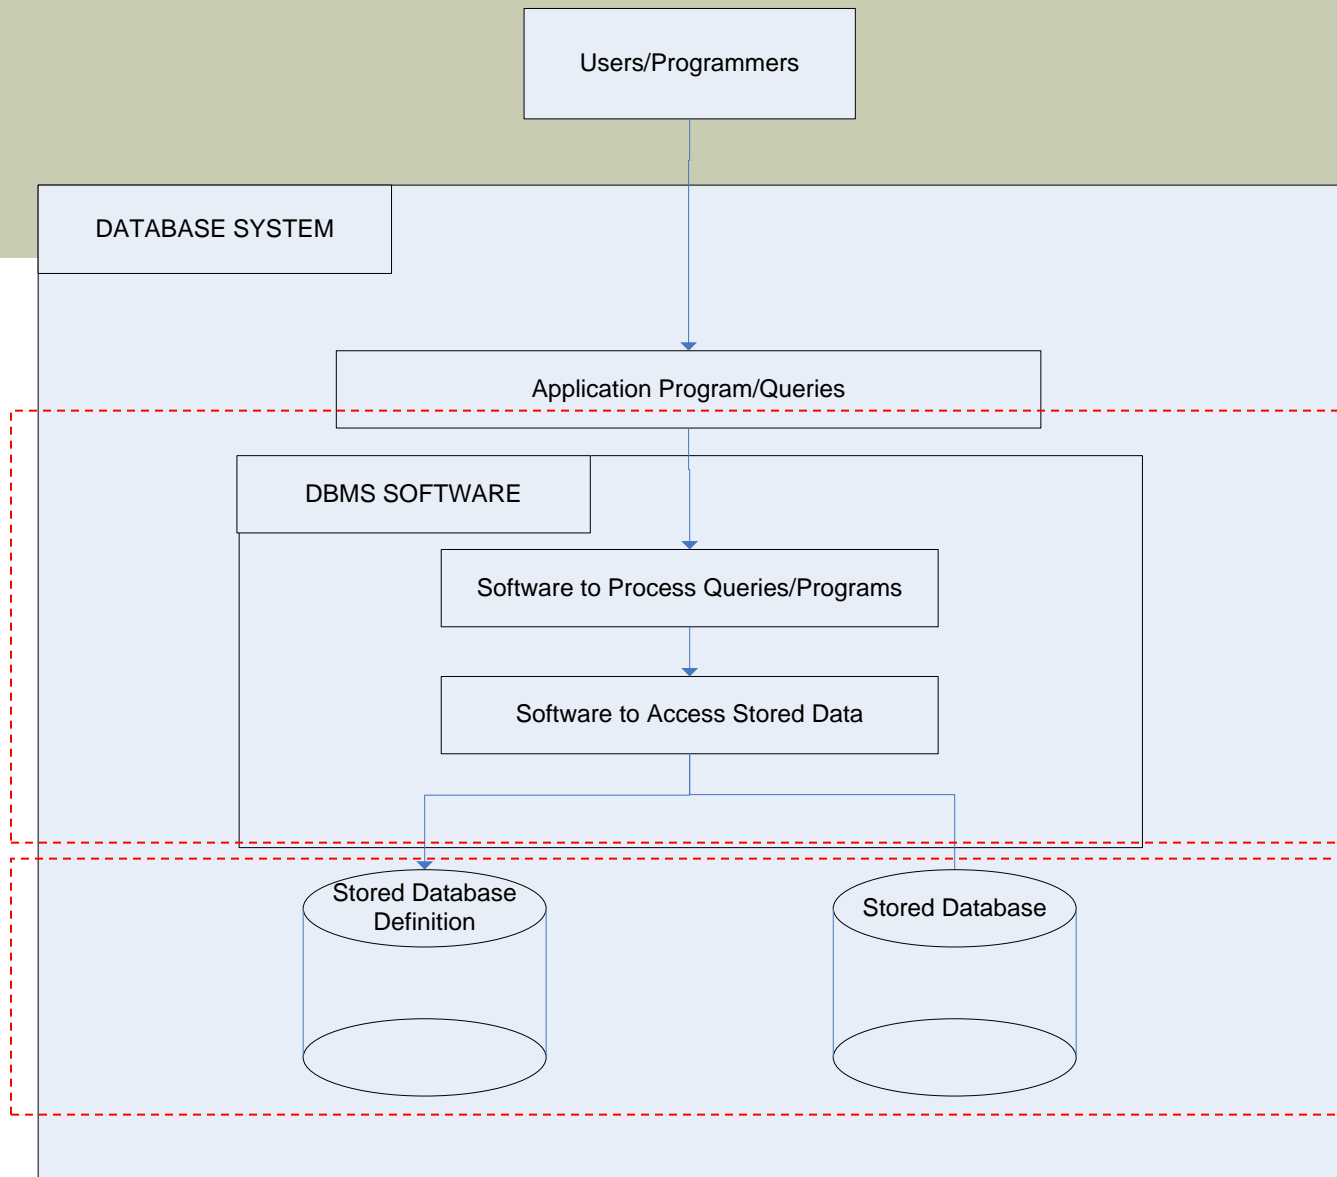 Users/Programmers
DATABASE SYSTEM
Application Program/Queries
DBMS SOFTWARE
Software to Process Queries/Programs
Software to Access Stored Data
Stored Database
Definition
Stored Database